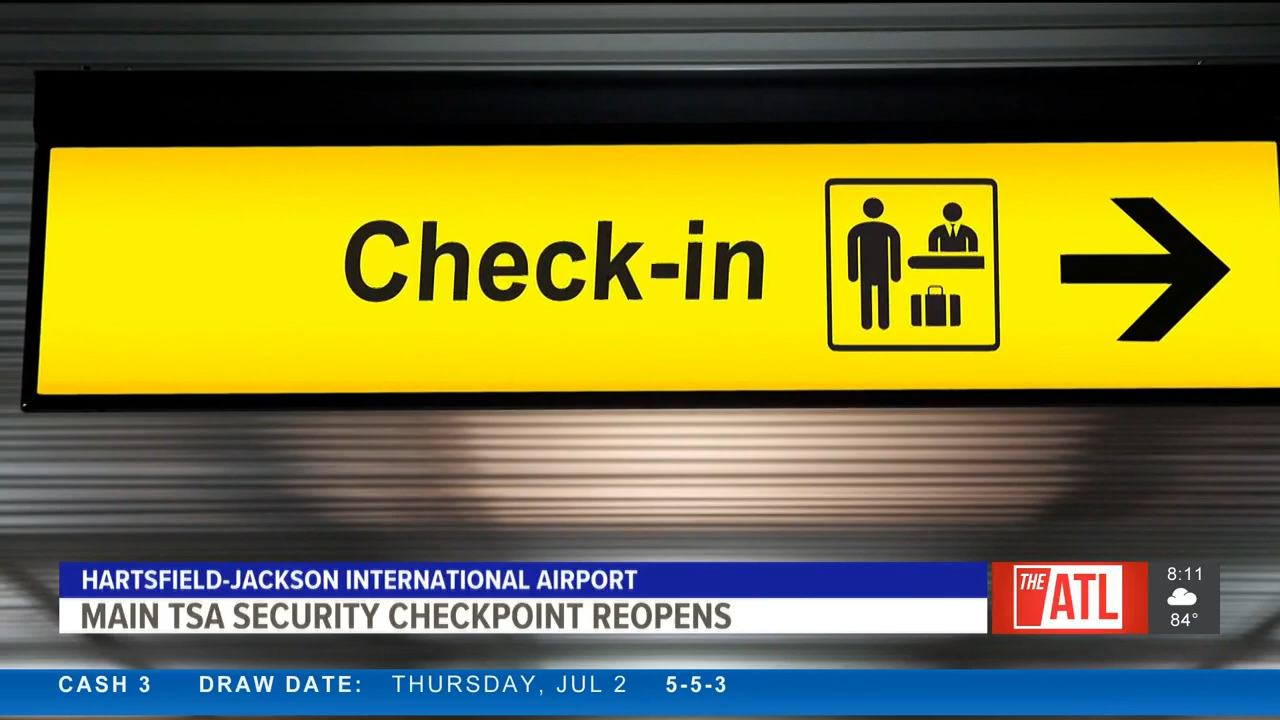 Check-in
HARTSFIELD-JACKSON INTERNATIONAL AIRPORT
MAIN TSA SECURITY CHECKPOINT REOPENS
THE ATL
8:11
84°
CASH 3 DRAW DATE: THURSDAY, JUL 2 5-5-3